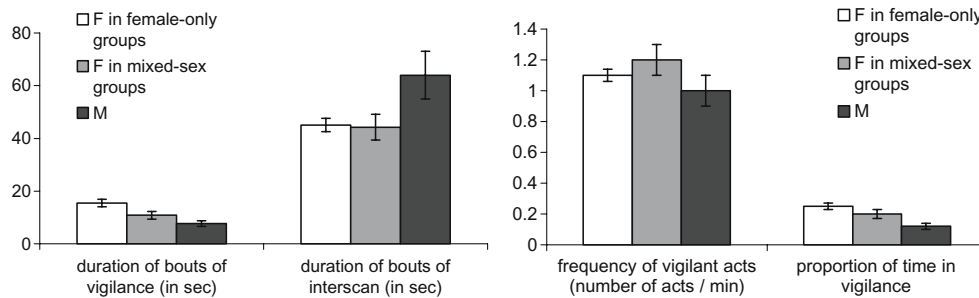 F in female-only
groups
F in mixed-sex
groups
M
80
60
40
20
0
duration of bouts of
vigilance (in sec)
duration of bouts of
interscan (in sec)
1.4
1.2
1
0.8
0.6
0.4
0.2
0
frequency of vigilant acts
(number of acts / min)
proportion of time in
vigilance
F in female-only
groups
F in mixed-sex
groups
M